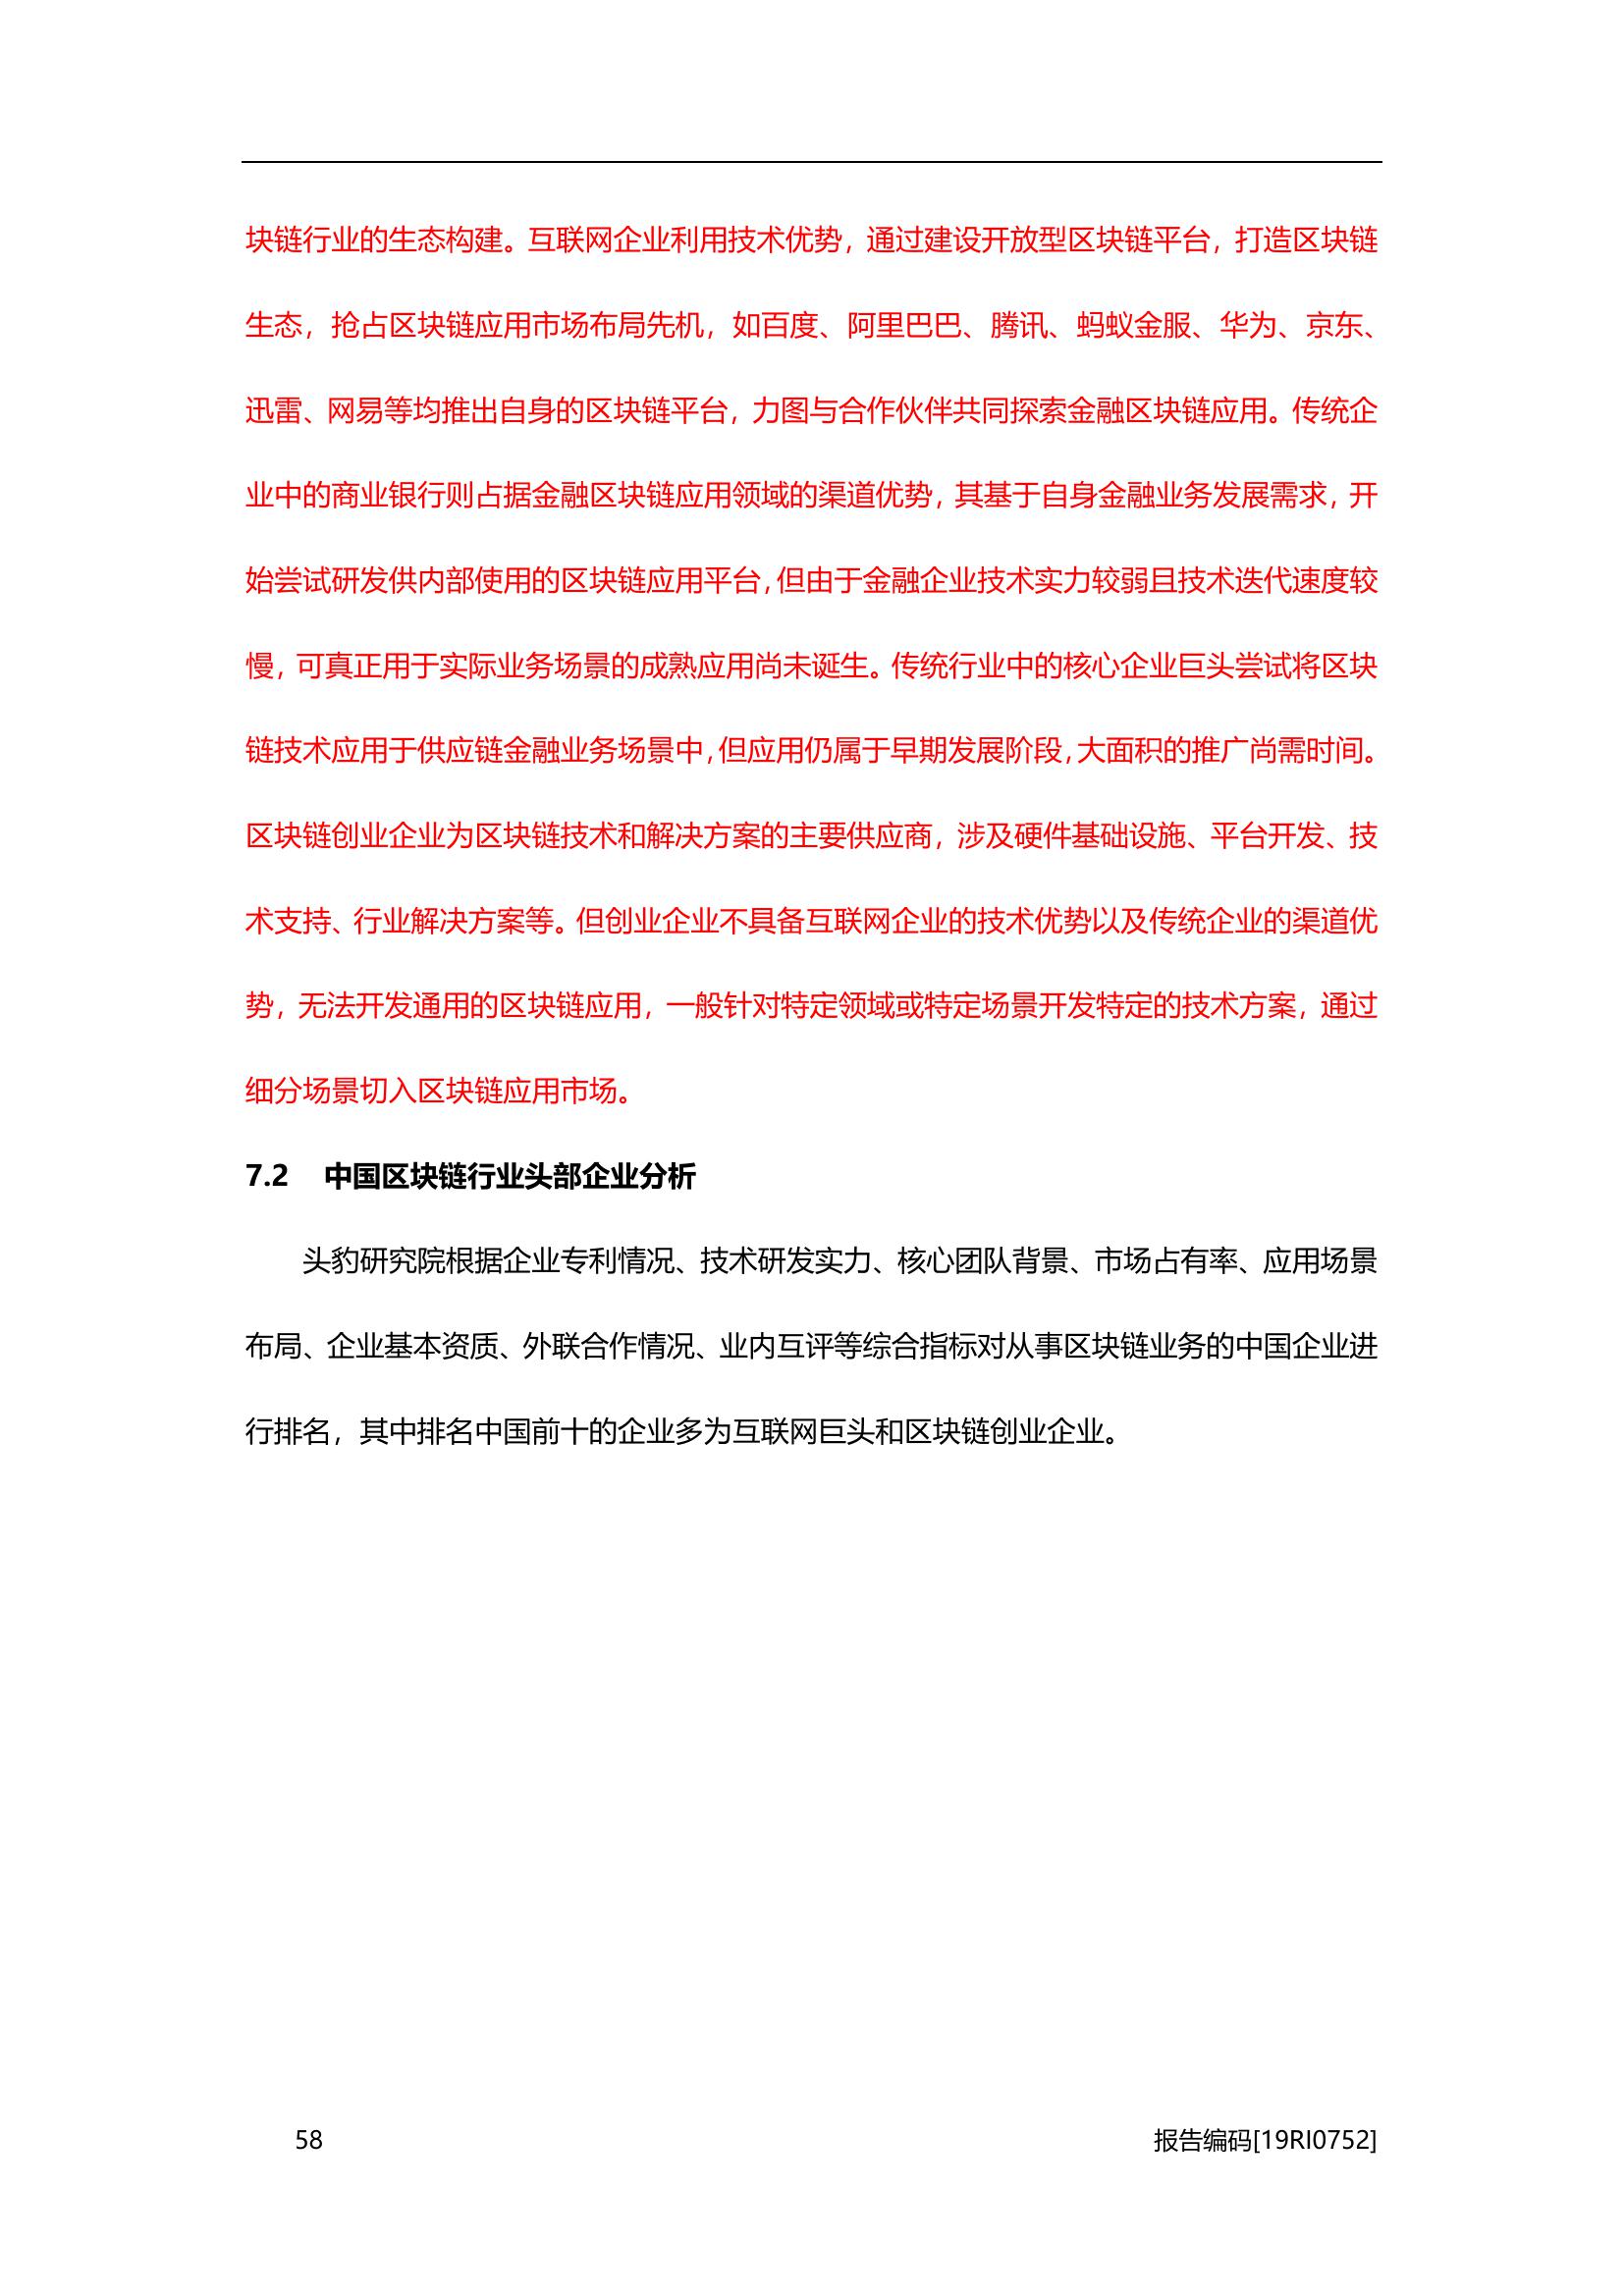 块链行业的生态构建。互联网企业利用技术优势，通过建设开放型区块链平台，打造区块链
生态，抢占区块链应用市场布局先机，如百度、阿里巴巴、腾讯、蚂蚁金服、华为、京东、
迅雷、网易等均推出自身的区块链平台，力图与合作伙伴共同探索金融区块链应用。传统企
业中的商业银行则占据金融区块链应用领域的渠道优势，其基于自身金融业务发展需求，开
始尝试研发供内部使用的区块链应用平台，但由于金融企业技术实力较弱且技术迭代速度较
慢，可真正用于实际业务场景的成熟应用尚未诞生。传统行业中的核心企业巨头尝试将区块
链技术应用于供应链金融业务场景中，但应用仍属于早期发展阶段，大面积的推广尚需时间。
区块链创业企业为区块链技术和解决方案的主要供应商，涉及硬件基础设施、平台开发、技
术支持、行业解决方案等。但创业企业不具备互联网企业的技术优势以及传统企业的渠道优
势，无法开发通用的区块链应用，一般针对特定领域或特定场景开发特定的技术方案，通过
细分场景切入区块链应用市场。
7.2 中国区块链行业头部企业分析
头豹研究院根据企业专利情况、技术研发实力、核心团队背景、市场占有率、应用场景
布局、企业基本资质、外联合作情况、业内互评等综合指标对从事区块链业务的中国企业进
行排名，其中排名中国前十的企业多为互联网巨头和区块链创业企业。
58 报告编码[19RI0752]